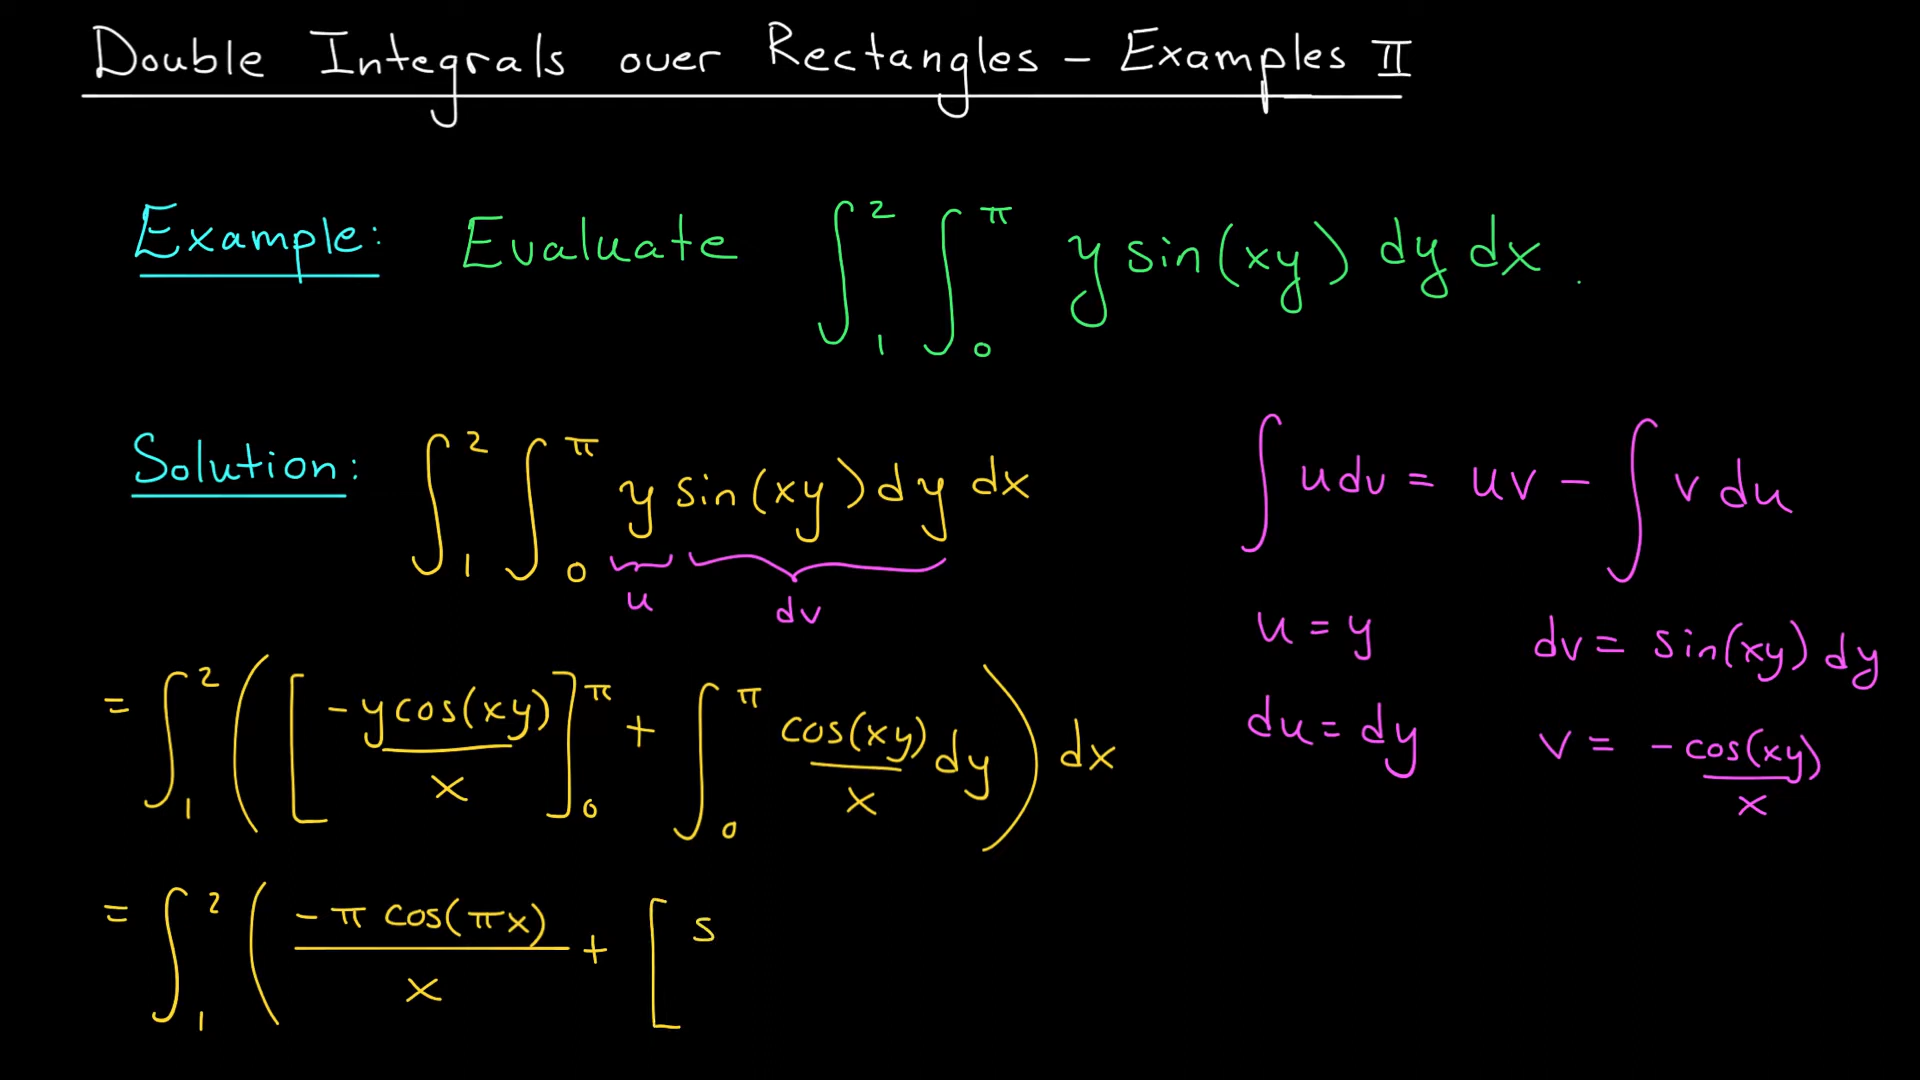 Double Integrals over Rectangles – Examples II
Example: Evaluate ∫₁² ∫₀^π y sin(xy) dy dx.
Solution: ∫₁² ∫₀^π y sin(xy) dy dx
u dv
= ∫₁² ( [ -y cos(xy) / x ]₀^π + ∫₀^π cos(xy) / x dy ) dx
= ∫₁² ( -π cos(πx) / x + [ s
∫ u dv = uv − ∫ v du
u = y dv = sin(xy) dy
du = dy v = -cos(xy) / x